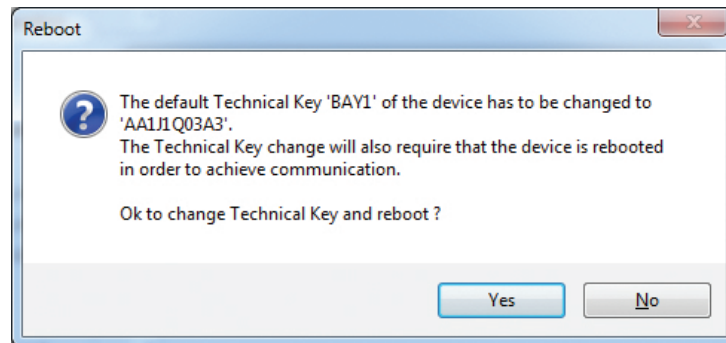 Reboot
The default Technical Key 'BAY1' of the device has to be changed to
'AA1J1Q03A3'.
The Technical Key change will also require that the device is rebooted
in order to achieve communication.
Ok to change Technical Key and reboot ?
Yes
No